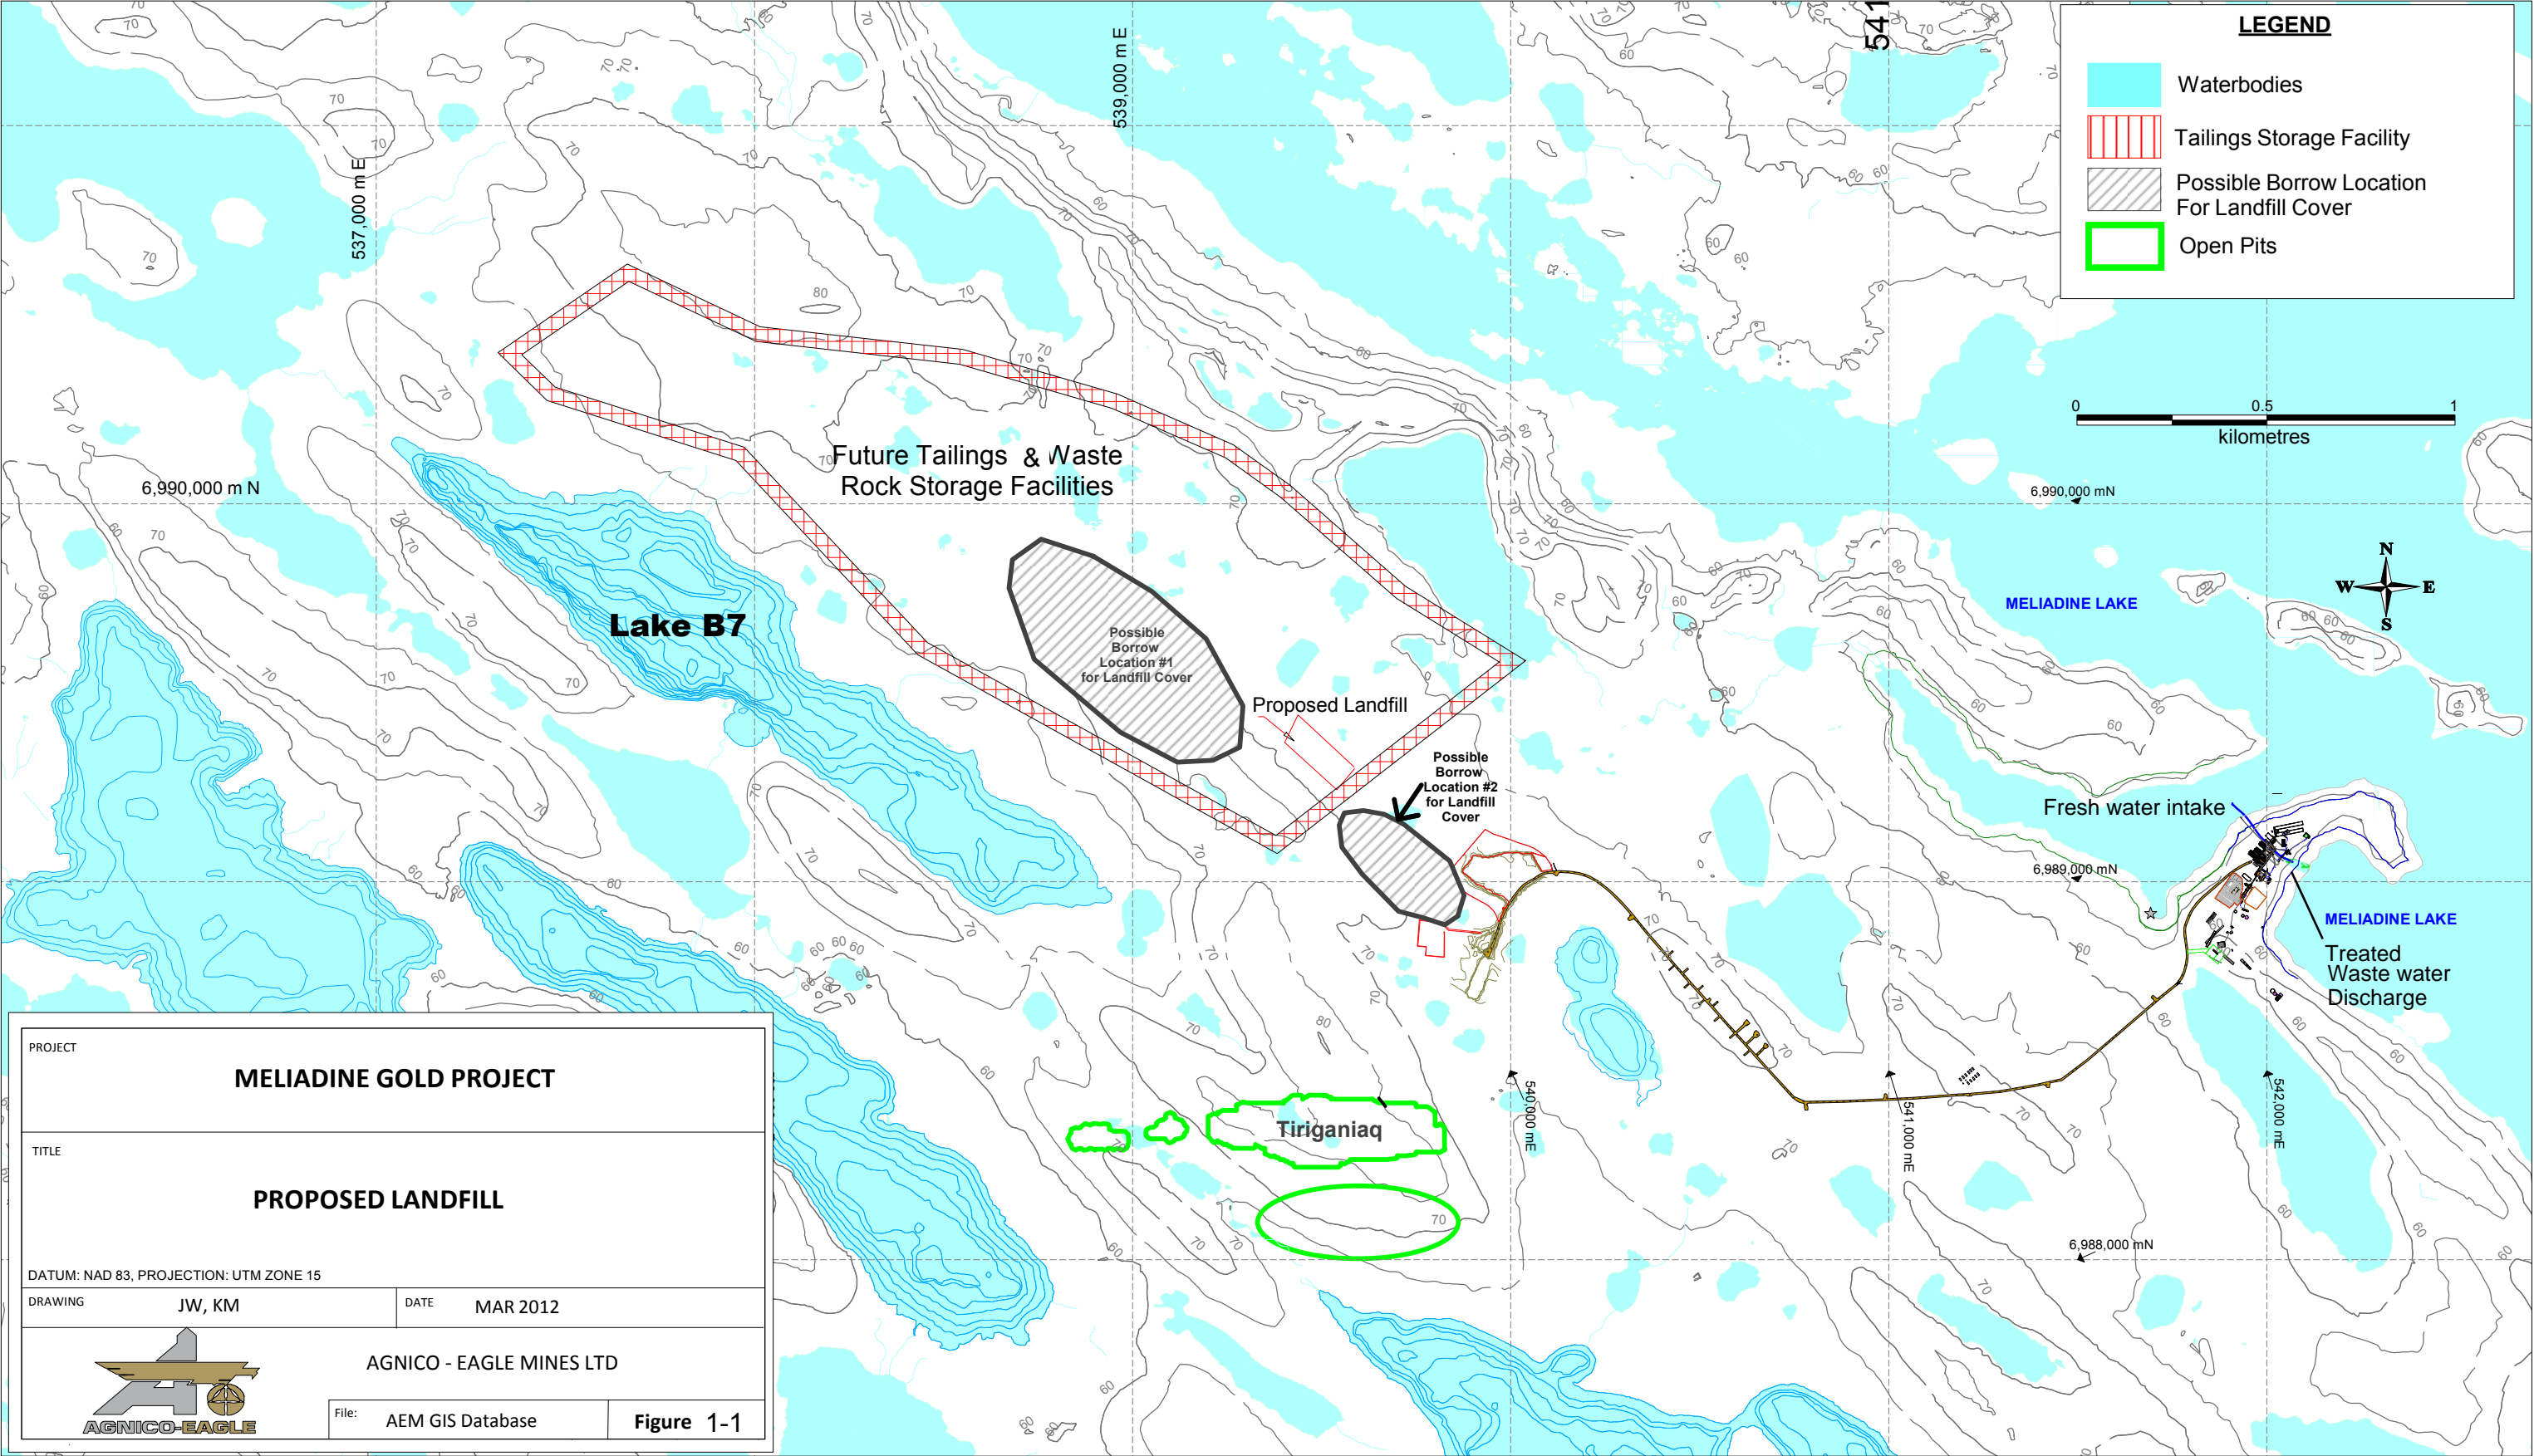 LEGEND
Waterbodies
Tailings Storage Facility
Possible Borrow Location
For Landfill Cover
Open Pits
537,000 m E
539,000 m E
541
0 0.5 1
kilometres
6,990,000 m N
6,990,000 mN
N
W E
S
Future Tailings & Waste
Rock Storage Facilities
Lake B7
Possible
Borrow
Location #1
for Landfill Cover
Proposed Landfill
Possible
Borrow
Location #2
for Landfill
Cover
MELIADINE LAKE
Fresh water intake
6,989,000 mN
MELIADINE LAKE
Treated
Waste water
Discharge
Tiriganiaq
540,000 mE
541,000 mE
542,000 mE
6,988,000 mN
60
70
80
PROJECT
MELIADINE GOLD PROJECT
TITLE
PROPOSED LANDFILL
DATUM: NAD 83, PROJECTION: UTM ZONE 15
DRAWING JW, KM DATE MAR 2012
AGNICO - EAGLE MINES LTD
AGNICO-EAGLE
File: AEM GIS Database Figure 1-1